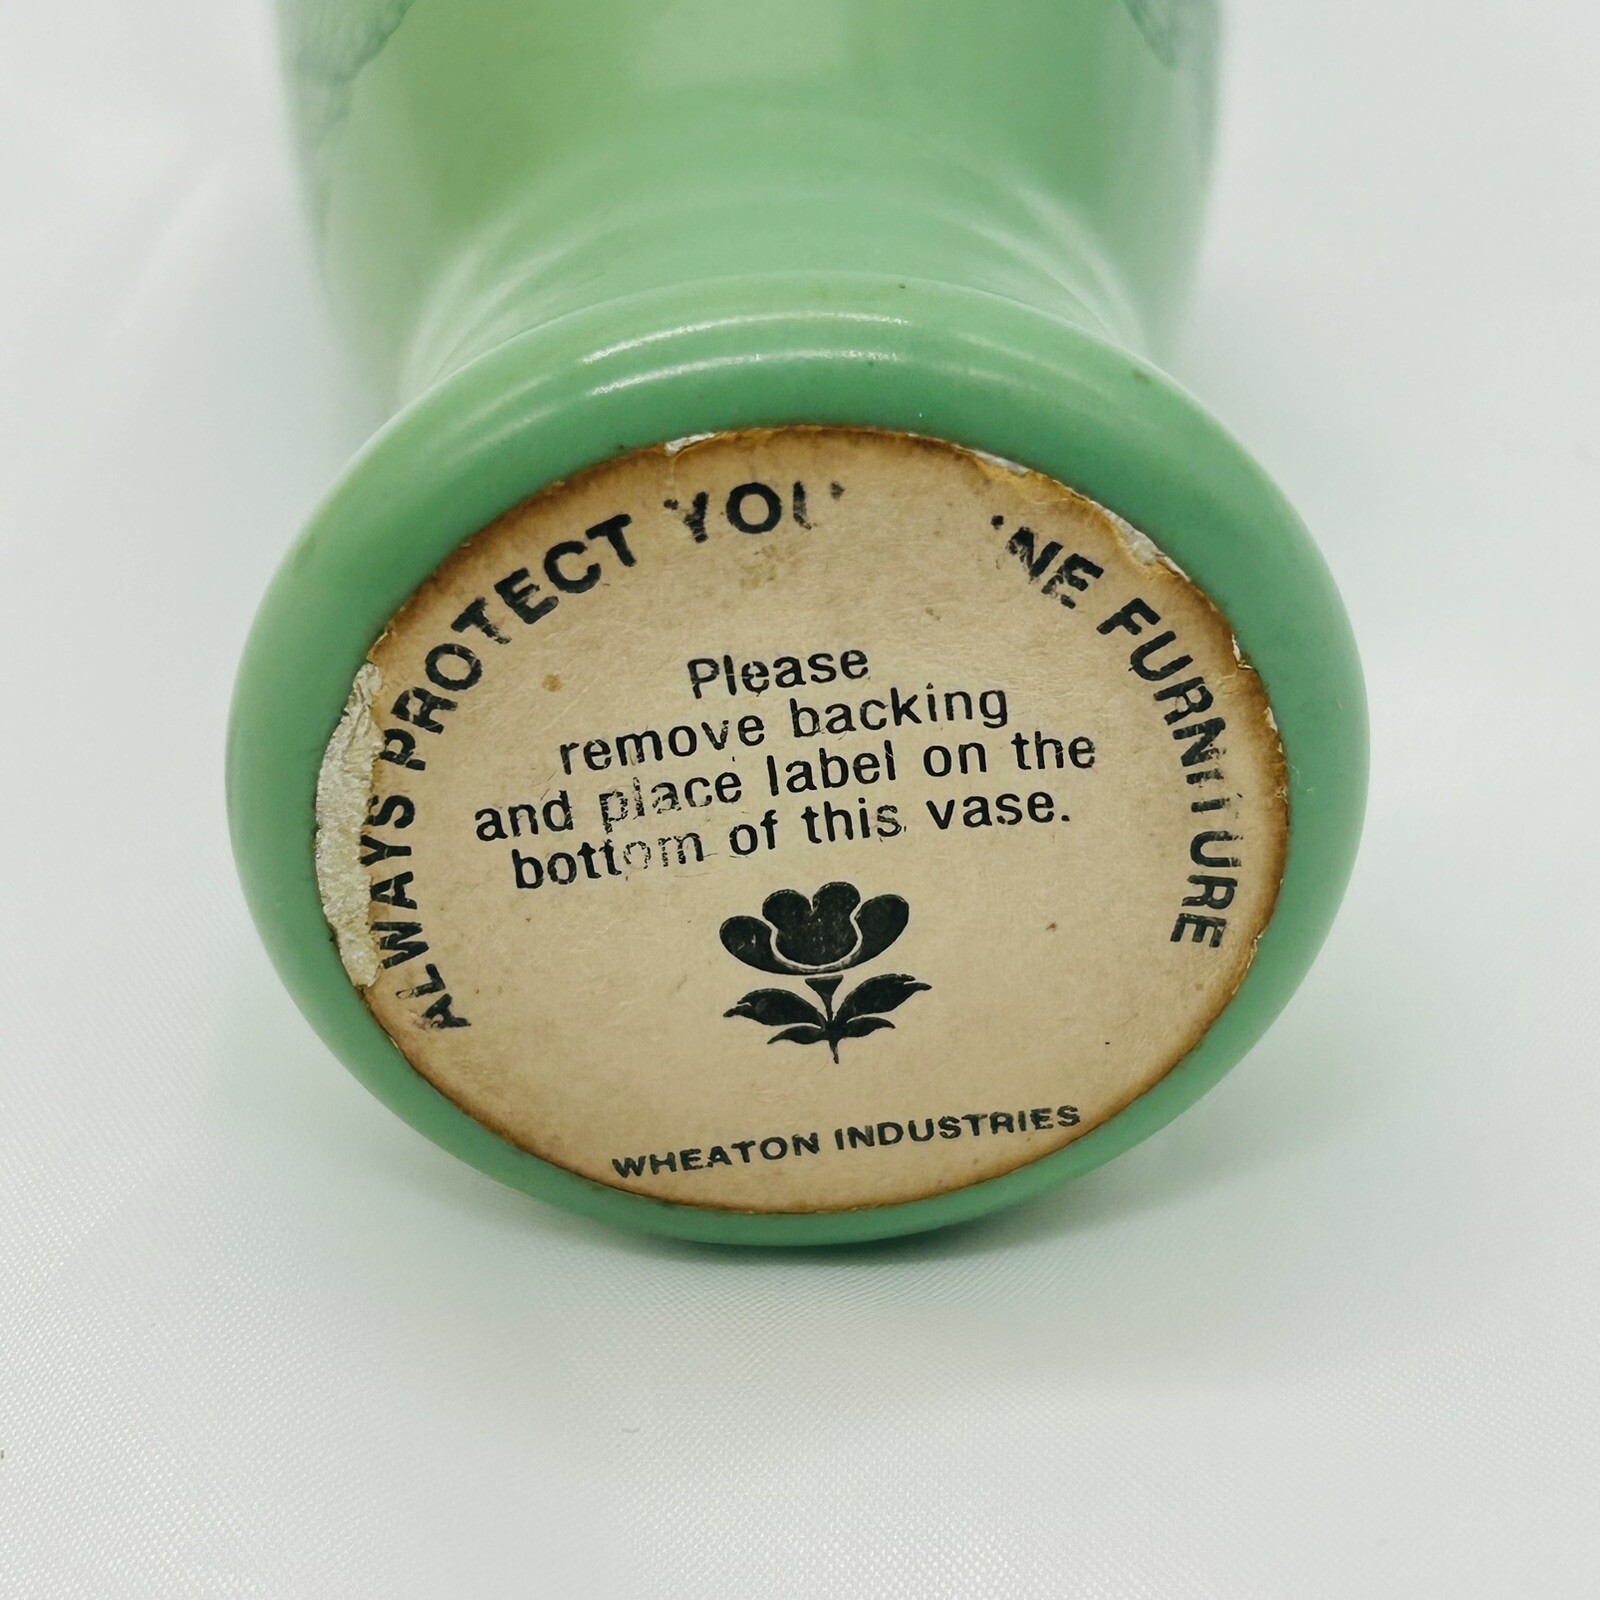 ALWAYS PROTECT YOU NE FURNITURE
Please
remove backing
and place label on the
bottom of this vase.
WHEATON INDUSTRIES